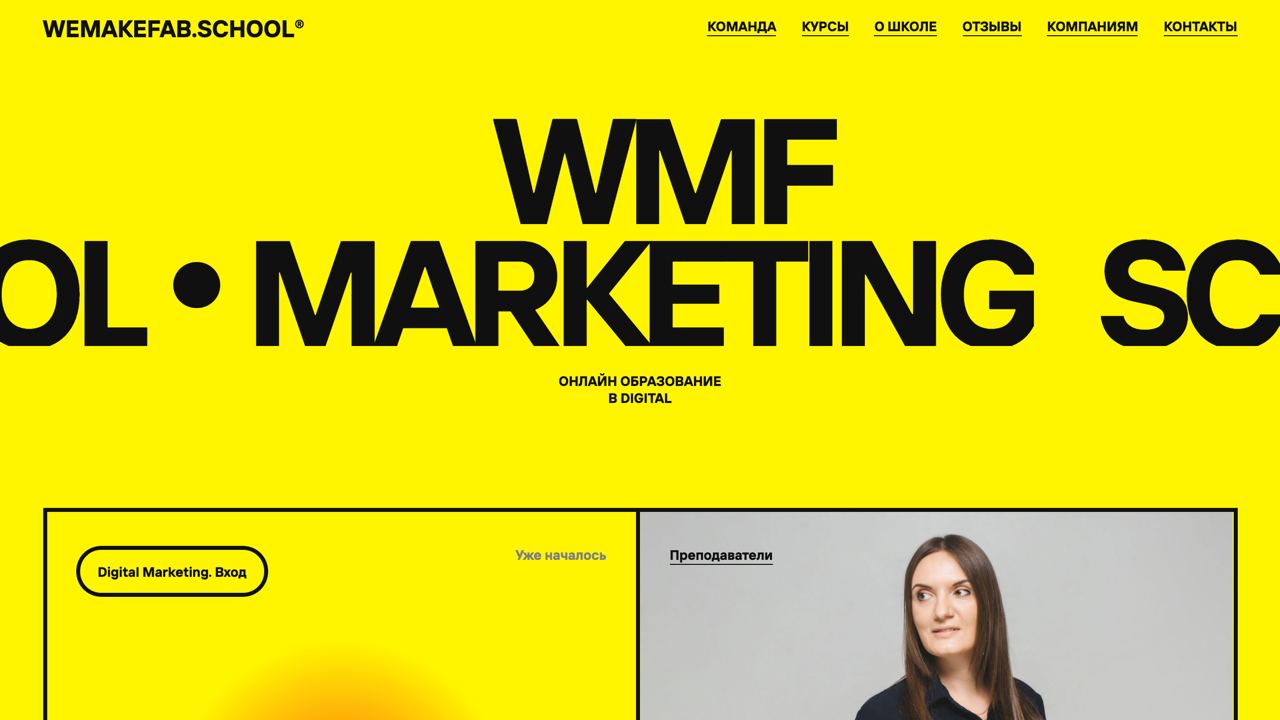 WEMAKEFAB.SCHOOL®
КОМАНДА КУРСЫ О ШКОЛЕ ОТЗЫВЫ КОМПАНИЯМ КОНТАКТЫ
WMF
OL • MARKETING SC
ОНЛАЙН ОБРАЗОВАНИЕ
В DIGITAL
Digital Marketing. Вход
Уже началось
Преподаватели